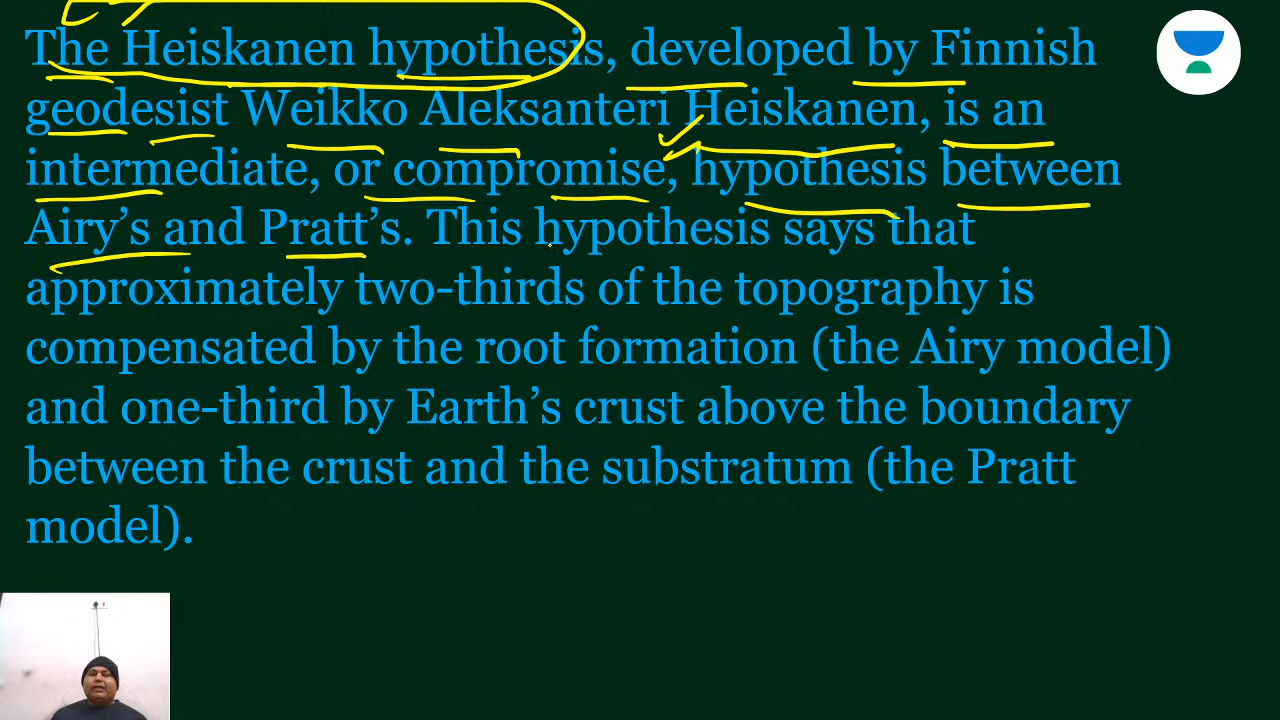 The Heiskanen hypothesis, developed by Finnish
geodesist Weikko Aleksanteri Heiskanen, is an
intermediate, or compromise, hypothesis between
Airy’s and Pratt’s. This hypothesis says that
approximately two-thirds of the topography is
compensated by the root formation (the Airy model)
and one-third by Earth’s crust above the boundary
between the crust and the substratum (the Pratt
model).